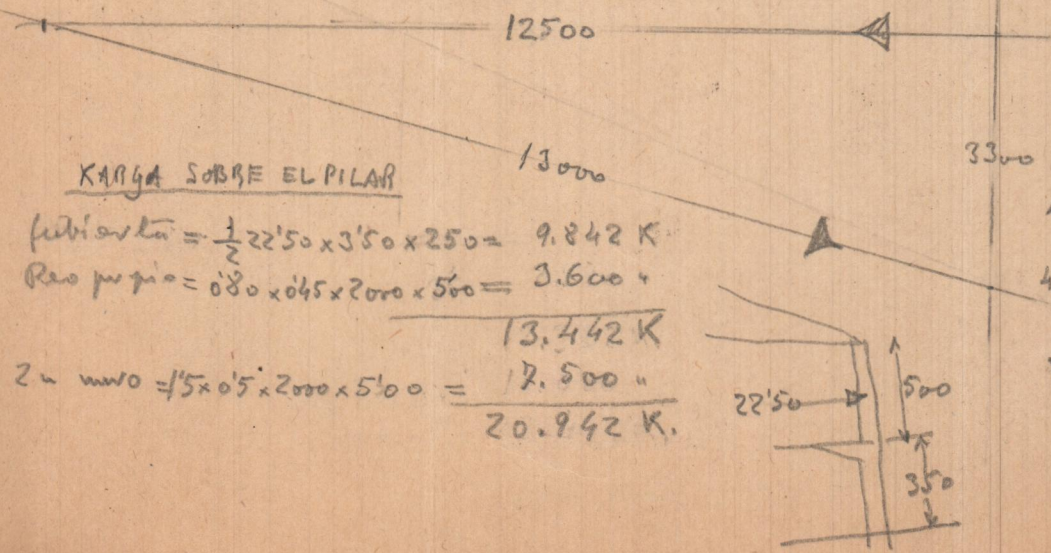 12500
13000
3300
KARGA SOBRE EL PILAR
Cubierta = 1/2 22'50 x 3'50 x 250 = 9.842 K
Peso propio = 0'80 x 0'45 x 2000 x 5'00 = 3.600 "
13.442 K
muro = 1'5 x 0'5 x 2000 x 5'00 = 7.500 "
20.942 K.
22'50
500
350